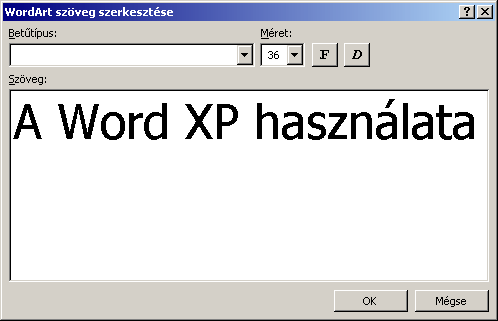 WordArt szöveg szerkesztése
Betűtípus:
Méret:
36
F
D
Szöveg:
A Word XP használata
OK
Mégse